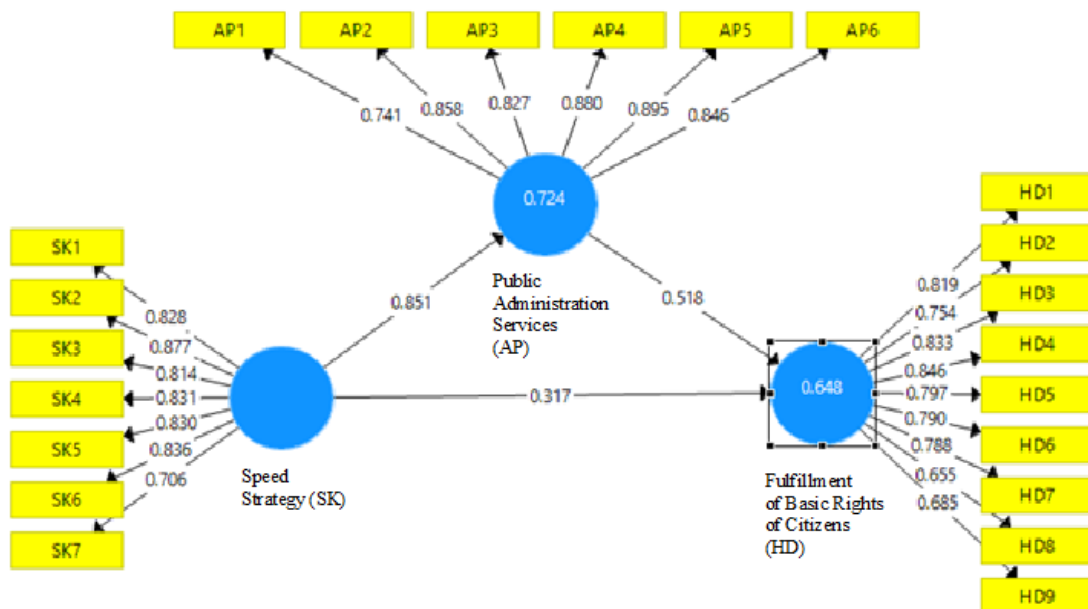 AP1 AP2 AP3 AP4 AP5 AP6
0.741 0.858 0.827 0.880 0.895 0.846
0.724
Public
Administration
Services
(AP)
SK1
SK2
SK3
SK4
SK5
SK6
SK7
0.828
0.877
0.814
0.831
0.830
0.836
0.706
Speed
Strategy (SK)
0.851
0.518
0.317
0.648
Fulfillment
of Basic Rights
of Citizens
(HD)
0.819
0.754
0.833
0.846
0.797
0.790
0.788
0.655
0.685
HD1
HD2
HD3
HD4
HD5
HD6
HD7
HD8
HD9